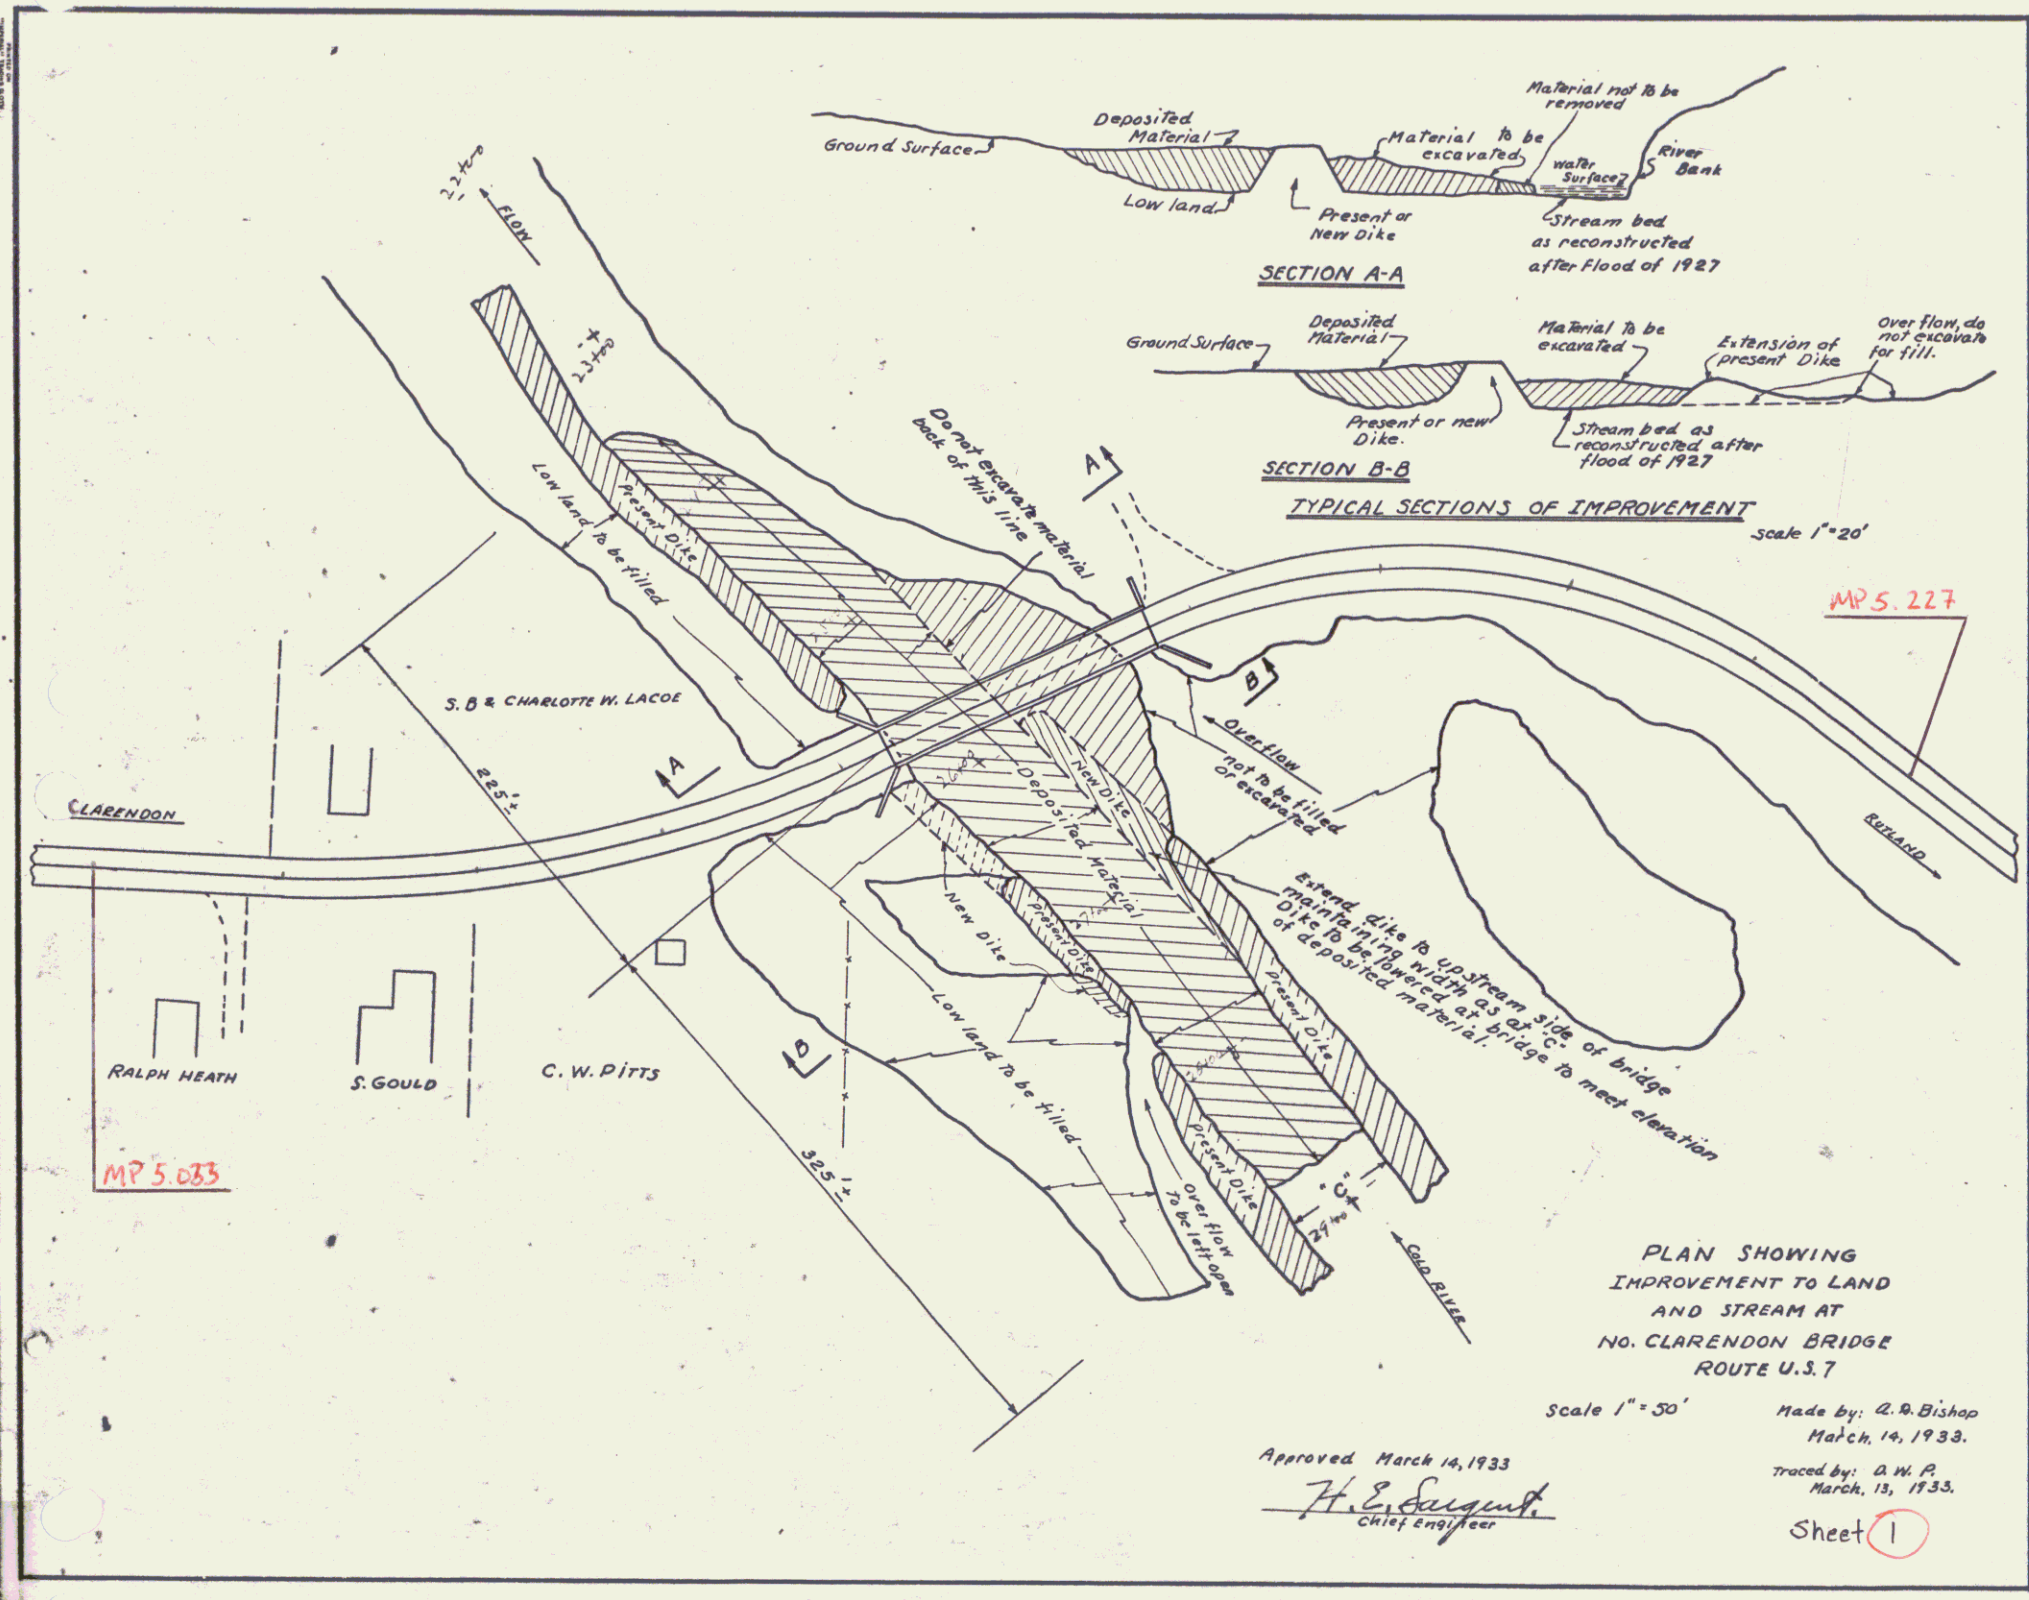 Material not to be
removed
Deposited
Material
Material to be
excavated
Ground Surface
water
Surface
River
Bank
Low land
Present or
New Dike
Stream bed
as reconstructed
after Flood of 1927
SECTION A-A
Deposited
Material
Material to be
excavated
Over flow, do
not excavate
for fill.
Ground Surface
Extension of
present Dike
Present or new
Dike.
Stream bed as
reconstructed after
flood of 1927
SECTION B-B
TYPICAL SECTIONS OF IMPROVEMENT
Scale 1"=20'
22+00
FLOW
23+00
Do not excavate material
back of this line
A
Low land to be filled
Present Dike
MP 5.227
S. B & CHARLOTTE W. LACOE
B
Overflow
not to be filled
or excavated
A
225'±
CLARENDON
26+00
Deposited Material
New Dike
RUTLAND
New Dike
Present Dike
Extend dike to upstream side of bridge
maintaining width as at "C"
Dike to be lowered at bridge to meet elevation
of deposited material.
Present Dike
Low land to be filled
B
RALPH HEATH
S. GOULD
C. W. PITTS
28+00
MP 5.033
325'±
Over flow
To be left open
Present Dike
"C"
29+00
COLD RIVER
PLAN SHOWING
IMPROVEMENT TO LAND
AND STREAM AT
NO. CLARENDON BRIDGE
ROUTE U.S. 7
Scale 1" = 50'
Made by: A. D. Bishop
March, 14, 1933.
Approved March 14, 1933
H. E. Sargent.
Chief Engineer
Traced by: D. W. P.
March, 13, 1933.
Sheet 1